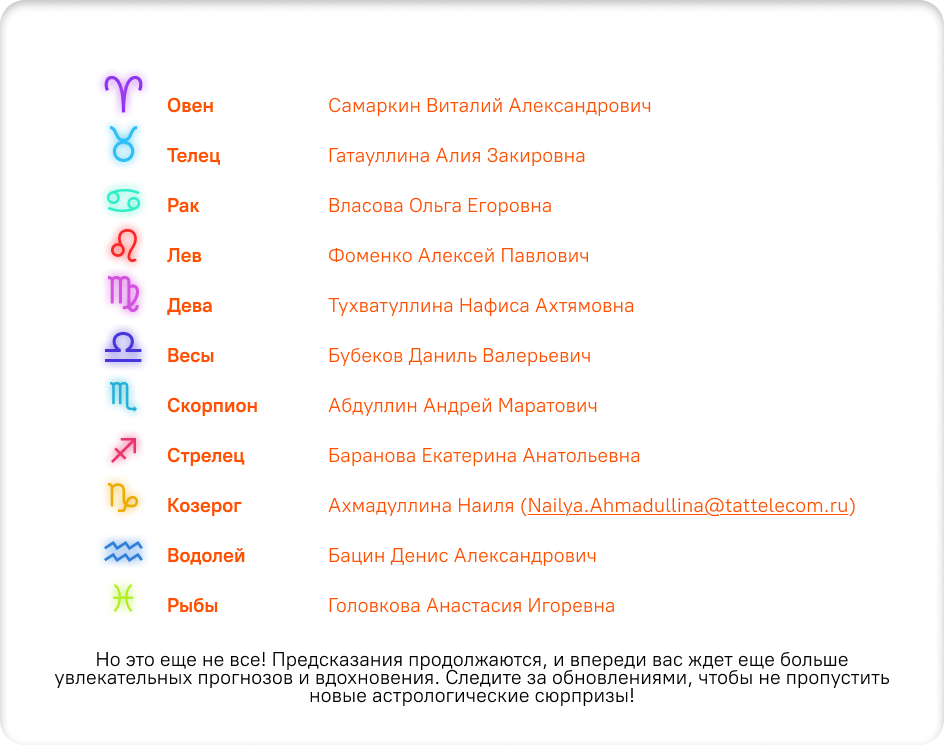 Овен Самаркин Виталий Александрович
Телец Гатауллина Алия Закировна
Рак Власова Ольга Егоровна
Лев Фоменко Алексей Павлович
Дева Тухватуллина Нафиса Ахтямовна
Весы Бубеков Даниль Валерьевич
Скорпион Абдуллин Андрей Маратович
Стрелец Баранова Екатерина Анатольевна
Козерог Ахмадуллина Наиля (Nailya.Ahmadullina@tattelecom.ru)
Водолей Бацин Денис Александрович
Рыбы Головкова Анастасия Игоревна
Но это еще не все! Предсказания продолжаются, и впереди вас ждет еще больше
увлекательных прогнозов и вдохновения. Следите за обновлениями, чтобы не пропустить
новые астрологические сюрпризы!